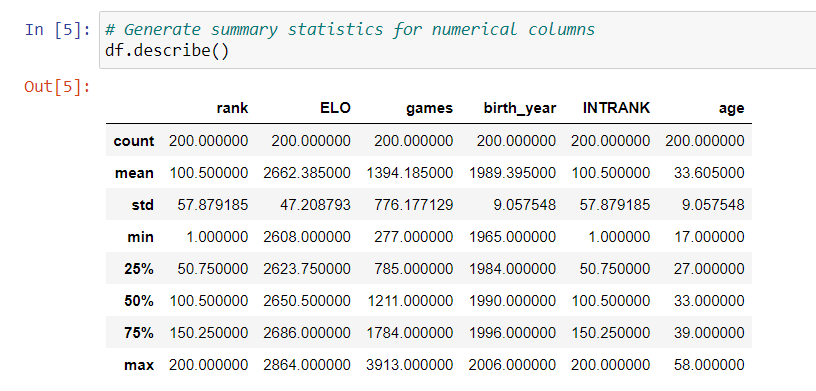 In [5]: # Generate summary statistics for numerical columns
df.describe()
Out[5]:
rank ELO games birth_year INTRANK age
count 200.000000 200.000000 200.000000 200.000000 200.000000 200.000000
mean 100.500000 2662.385000 1394.185000 1989.395000 100.500000 33.605000
std 57.879185 47.208793 776.177129 9.057548 57.879185 9.057548
min 1.000000 2608.000000 277.000000 1965.000000 1.000000 17.000000
25% 50.750000 2623.750000 785.000000 1984.000000 50.750000 27.000000
50% 100.500000 2650.500000 1211.000000 1990.000000 100.500000 33.000000
75% 150.250000 2686.000000 1784.000000 1996.000000 150.250000 39.000000
max 200.000000 2864.000000 3913.000000 2006.000000 200.000000 58.000000